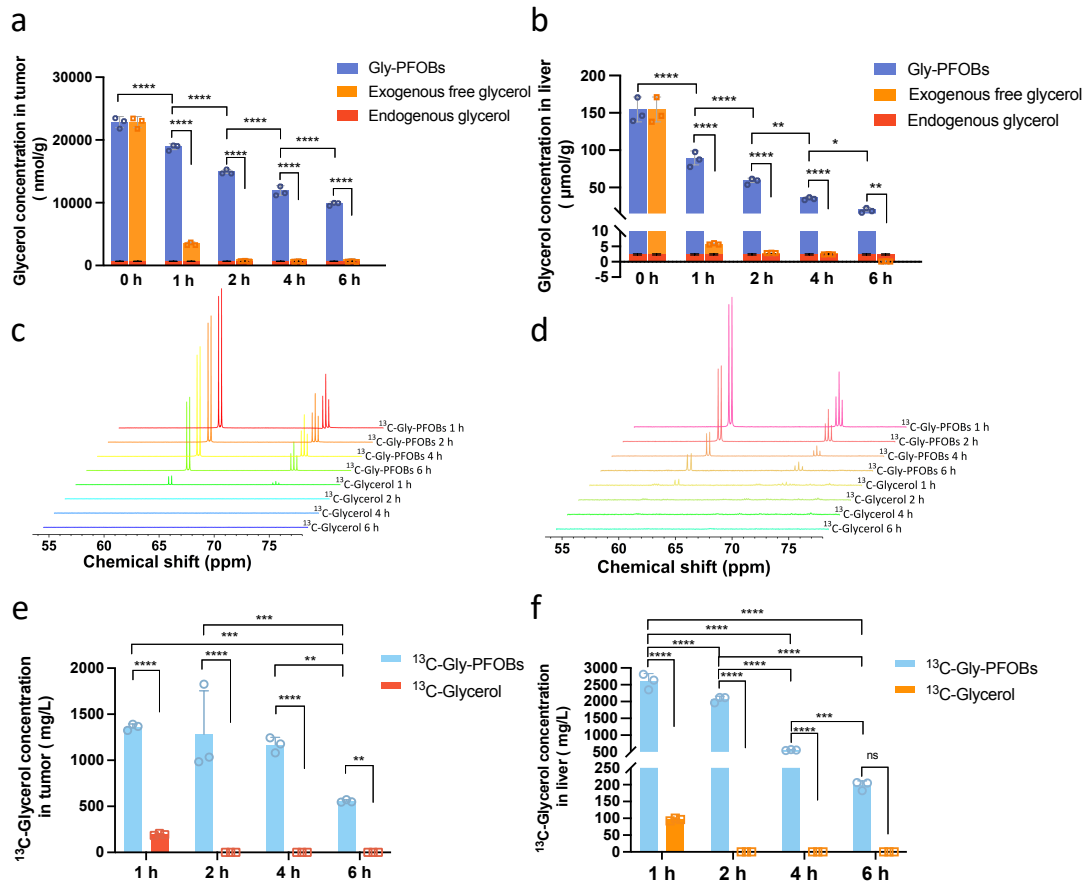 a
Glycerol concentration in tumor
( nmol/g)
30000
20000
10000
0
**** **** **** ****
**** **** **** ****
0 h 1 h 2 h 4 h 6 h
Gly-PFOBs
Exogenous free glycerol
Endogenous glycerol
b
Glycerol concentration in liver
( μmol/g)
200
150
100
50
10
5
0
-5
**** **** ** *
**** **** **** **
0 h 1 h 2 h 4 h 6 h
Gly-PFOBs
Exogenous free glycerol
Endogenous glycerol
c
13C-Gly-PFOBs 1 h
13C-Gly-PFOBs 2 h
13C-Gly-PFOBs 4 h
13C-Gly-PFOBs 6 h
13C-Glycerol 1 h
13C-Glycerol 2 h
13C-Glycerol 4 h
13C-Glycerol 6 h
55 60 65 70 75
Chemical shift (ppm)
d
13C-Gly-PFOBs 1 h
13C-Gly-PFOBs 2 h
13C-Gly-PFOBs 4 h
13C-Gly-PFOBs 6 h
13C-Glycerol 1 h
13C-Glycerol 2 h
13C-Glycerol 4 h
13C-Glycerol 6 h
55 60 65 70 75
Chemical shift (ppm)
e
13C-Glycerol concentration
in tumor ( mg/L)
2000
1500
1000
500
0
***
***
**
**** **** **** **
1 h 2 h 4 h 6 h
13C-Gly-PFOBs
13C-Glycerol
f
13C-Glycerol concentration
in liver ( mg/L)
3000
2500
2000
1500
1000
500
250
200
150
100
50
0
****
****
**** ****
**** **** ***
**** **** ns
1 h 2 h 4 h 6 h
13C-Gly-PFOBs
13C-Glycerol